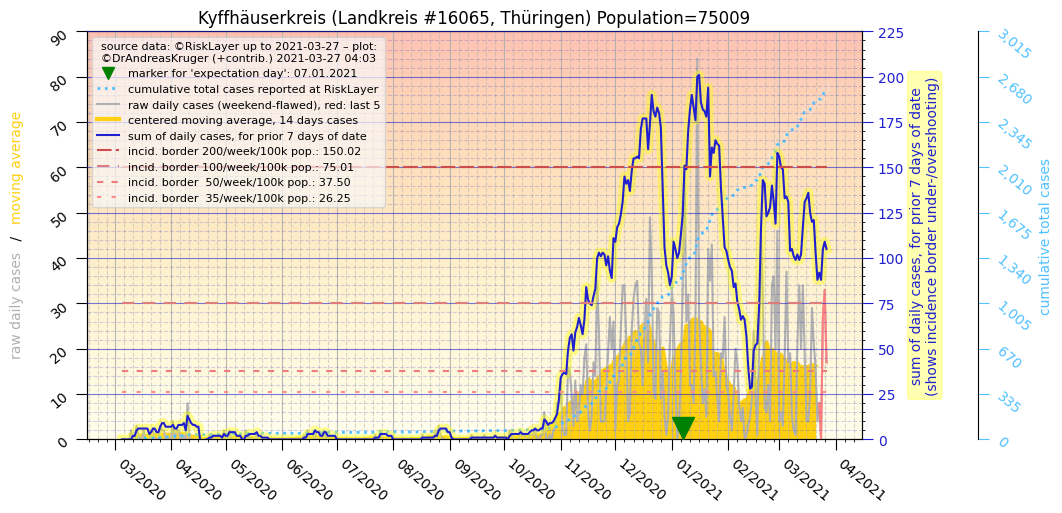 Kyffhäuserkreis (Landkreis #16065, Thüringen) Population=75009
source data: ©RiskLayer up to 2021-03-27 – plot:
©DrAndreasKruger (+contrib.) 2021-03-27 04:03
marker for 'expectation day': 07.01.2021
cumulative total cases reported at RiskLayer
raw daily cases (weekend-flawed), red: last 5
centered moving average, 14 days cases
sum of daily cases, for prior 7 days of date
incid. border 200/week/100k pop.: 150.02
incid. border 100/week/100k pop.: 75.01
incid. border 50/week/100k pop.: 37.50
incid. border 35/week/100k pop.: 26.25
raw daily cases / moving average
90
80
70
60
50
40
30
20
10
0
03/2020
04/2020
05/2020
06/2020
07/2020
08/2020
09/2020
10/2020
11/2020
12/2020
01/2021
02/2021
03/2021
04/2021
225
200
175
150
125
100
75
50
25
0
sum of daily cases, for prior 7 days of date
(shows incidence border under-/overshooting)
3,015
2,680
2,345
2,010
1,675
1,340
1,005
670
335
0
cumulative total cases